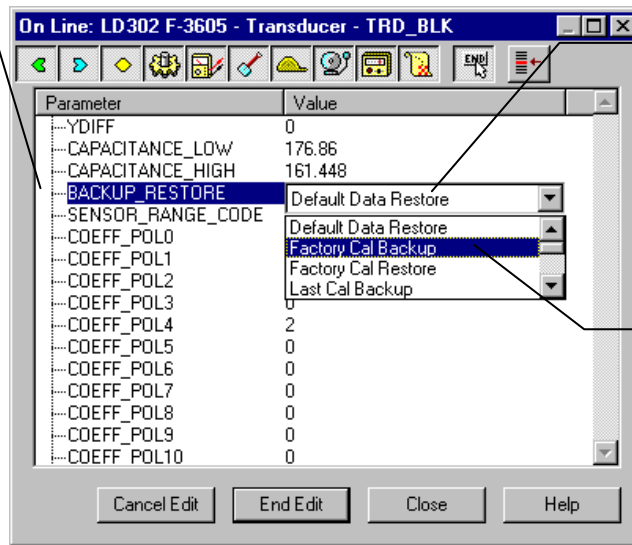 On Line: LD302 F-3605 - Transducer - TRD_BLK
END
Parameter Value
YDIFF 0
CAPACITANCE_LOW 176.86
CAPACITANCE_HIGH 161.448
BACKUP_RESTORE Default Data Restore
SENSOR_RANGE_CODE Default Data Restore
COEFF_POL0 Factory Cal Backup
COEFF_POL1 Factory Cal Restore
COEFF_POL2 Last Cal Backup
COEFF_POL3 0
COEFF_POL4 2
COEFF_POL5 0
COEFF_POL6 0
COEFF_POL7 0
COEFF_POL8 0
COEFF_POL9 0
COEFF_POL10 0
Cancel Edit End Edit Close Help